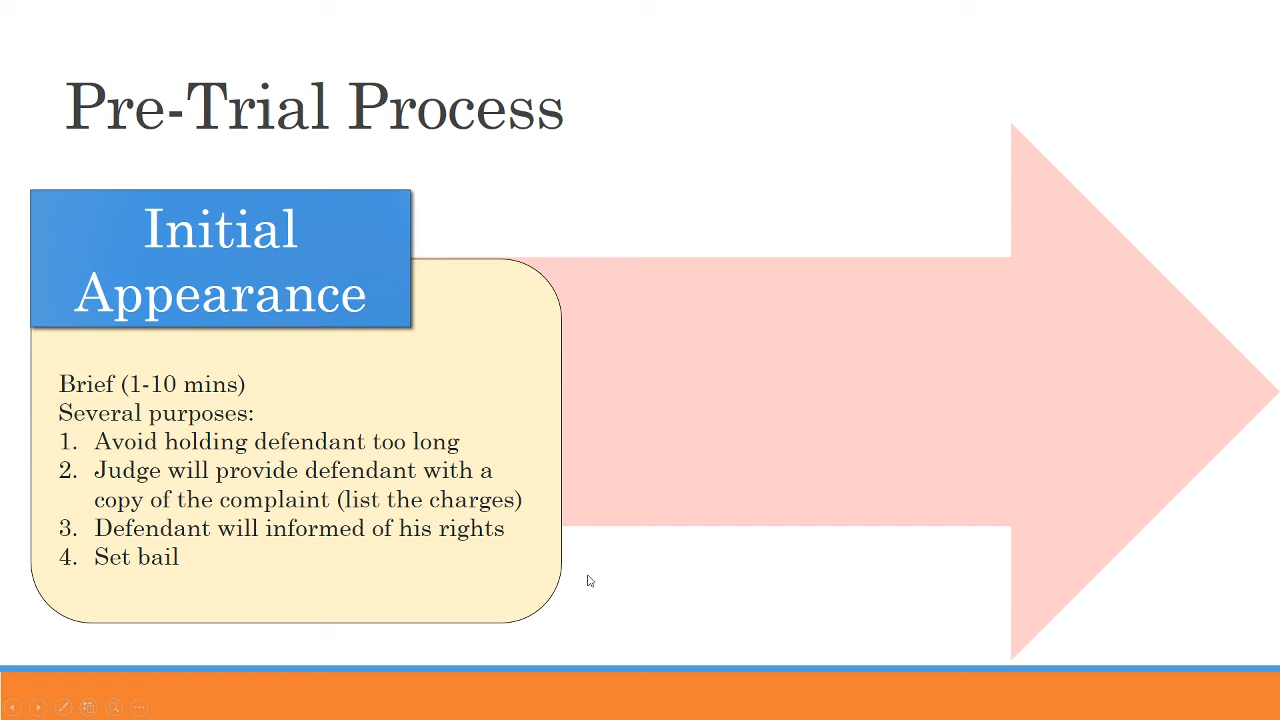 Pre-Trial Process
Initial
Appearance
Brief (1-10 mins)
Several purposes:
1. Avoid holding defendant too long
2. Judge will provide defendant with a
copy of the complaint (list the charges)
3. Defendant will informed of his rights
4. Set bail